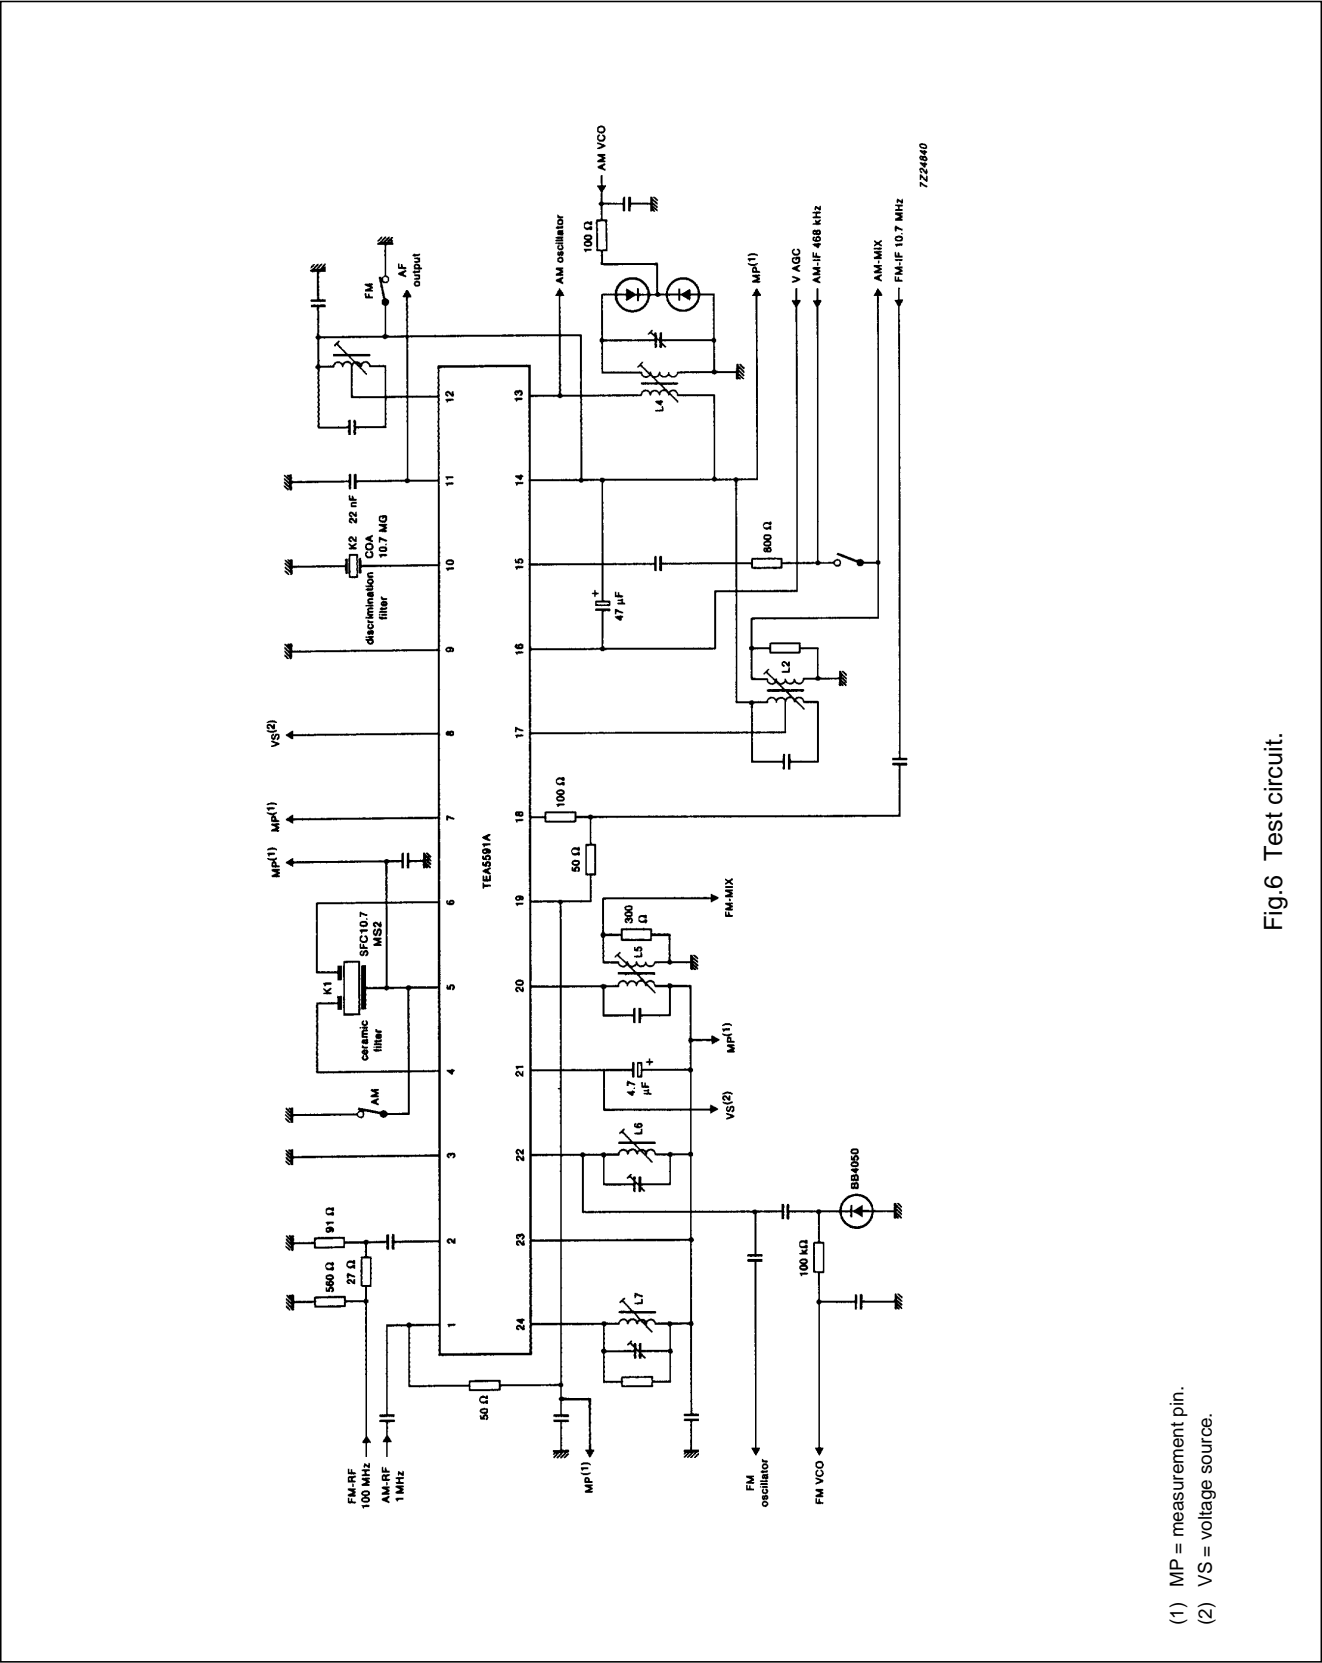 FM-RF
100 MHz
AM-RF
1 MHz
560 Ω
91 Ω
27 Ω
50 Ω
AM
ceramic
filter
K1
SFC10.7
MS2
MP(1)
MP(1)
VS(2)
discrimination
filter
K2
COA
10.7 MG
22 nF
FM
AF
output
1
2
3
4
5
6
7
8
9
10
11
12
TEA5591A
24
23
22
21
20
19
18
17
16
15
14
13
MP(1)
L7
L6
4.7
µF
+
VS(2)
MP(1)
L5
300
Ω
FM-MIX
50 Ω
100 Ω
L2
47 µF
+
600 Ω
L4
AM oscillator
100 Ω
AM VCO
MP(1)
V AGC
AM-IF 468 kHz
AM-MIX
FM-IF 10.7 MHz
FM
oscillator
FM VCO
100 kΩ
BB4050
7Z24840
(1) MP = measurement pin.
(2) VS = voltage source.
Fig.6 Test circuit.